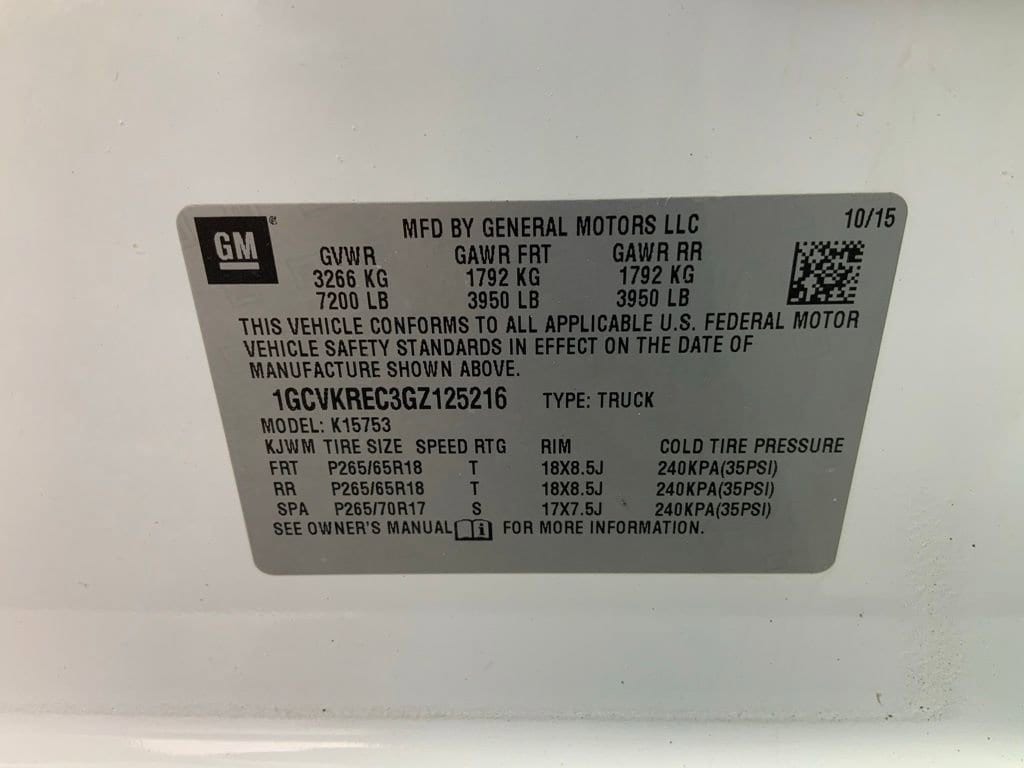 GM®
MFD BY GENERAL MOTORS LLC 10/15
GVWR GAWR FRT GAWR RR
3266 KG 1792 KG 1792 KG
7200 LB 3950 LB 3950 LB
THIS VEHICLE CONFORMS TO ALL APPLICABLE U.S. FEDERAL MOTOR
VEHICLE SAFETY STANDARDS IN EFFECT ON THE DATE OF
MANUFACTURE SHOWN ABOVE.
1GCVKREC3GZ125216 TYPE: TRUCK
MODEL: K15753
KJWM TIRE SIZE SPEED RTG RIM COLD TIRE PRESSURE
FRT P265/65R18 T 18X8.5J 240KPA(35PSI)
RR P265/65R18 T 18X8.5J 240KPA(35PSI)
SPA P265/70R17 S 17X7.5J 240KPA(35PSI)
SEE OWNER'S MANUAL i FOR MORE INFORMATION.